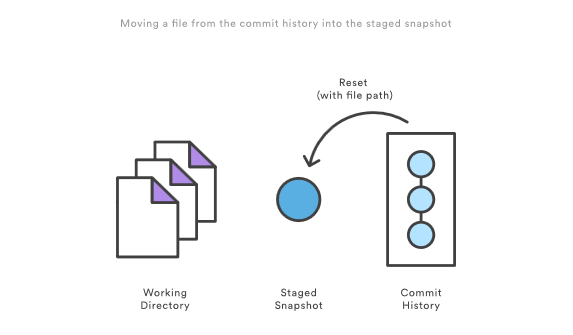 Moving a file from the commit history into the staged snapshot
Reset
(with file path)
Working
Directory
Staged
Snapshot
Commit
History